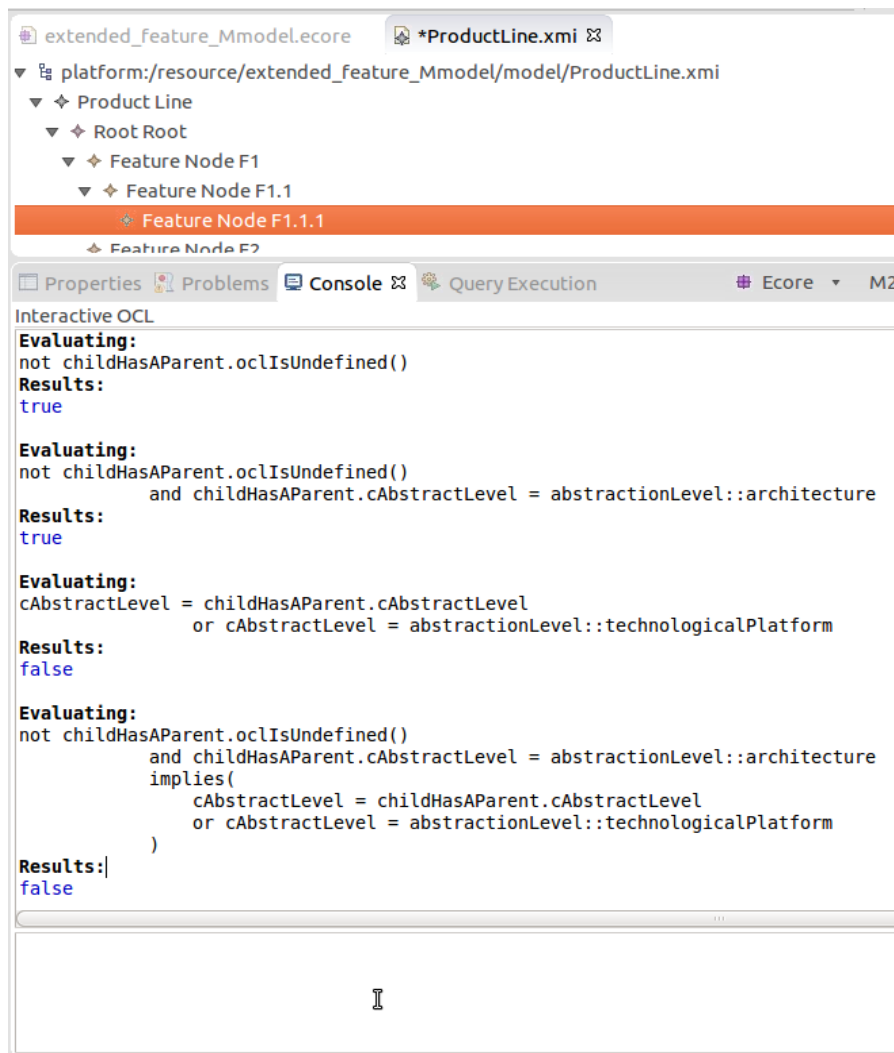 extended_feature_Mmodel.ecore *ProductLine.xmi
platform:/resource/extended_feature_Mmodel/model/ProductLine.xmi
Product Line
Root Root
Feature Node F1
Feature Node F1.1
Feature Node F1.1.1
Feature Node F2
Properties Problems Console Query Execution Ecore M2
Interactive OCL
Evaluating:
not childHasAParent.oclIsUndefined()
Results:
true
Evaluating:
not childHasAParent.oclIsUndefined()
and childHasAParent.cAbstractLevel = abstractionLevel::architecture
Results:
true
Evaluating:
cAbstractLevel = childHasAParent.cAbstractLevel
or cAbstractLevel = abstractionLevel::technologicalPlatform
Results:
false
Evaluating:
not childHasAParent.oclIsUndefined()
and childHasAParent.cAbstractLevel = abstractionLevel::architecture
implies(
cAbstractLevel = childHasAParent.cAbstractLevel
or cAbstractLevel = abstractionLevel::technologicalPlatform
)
Results:
false